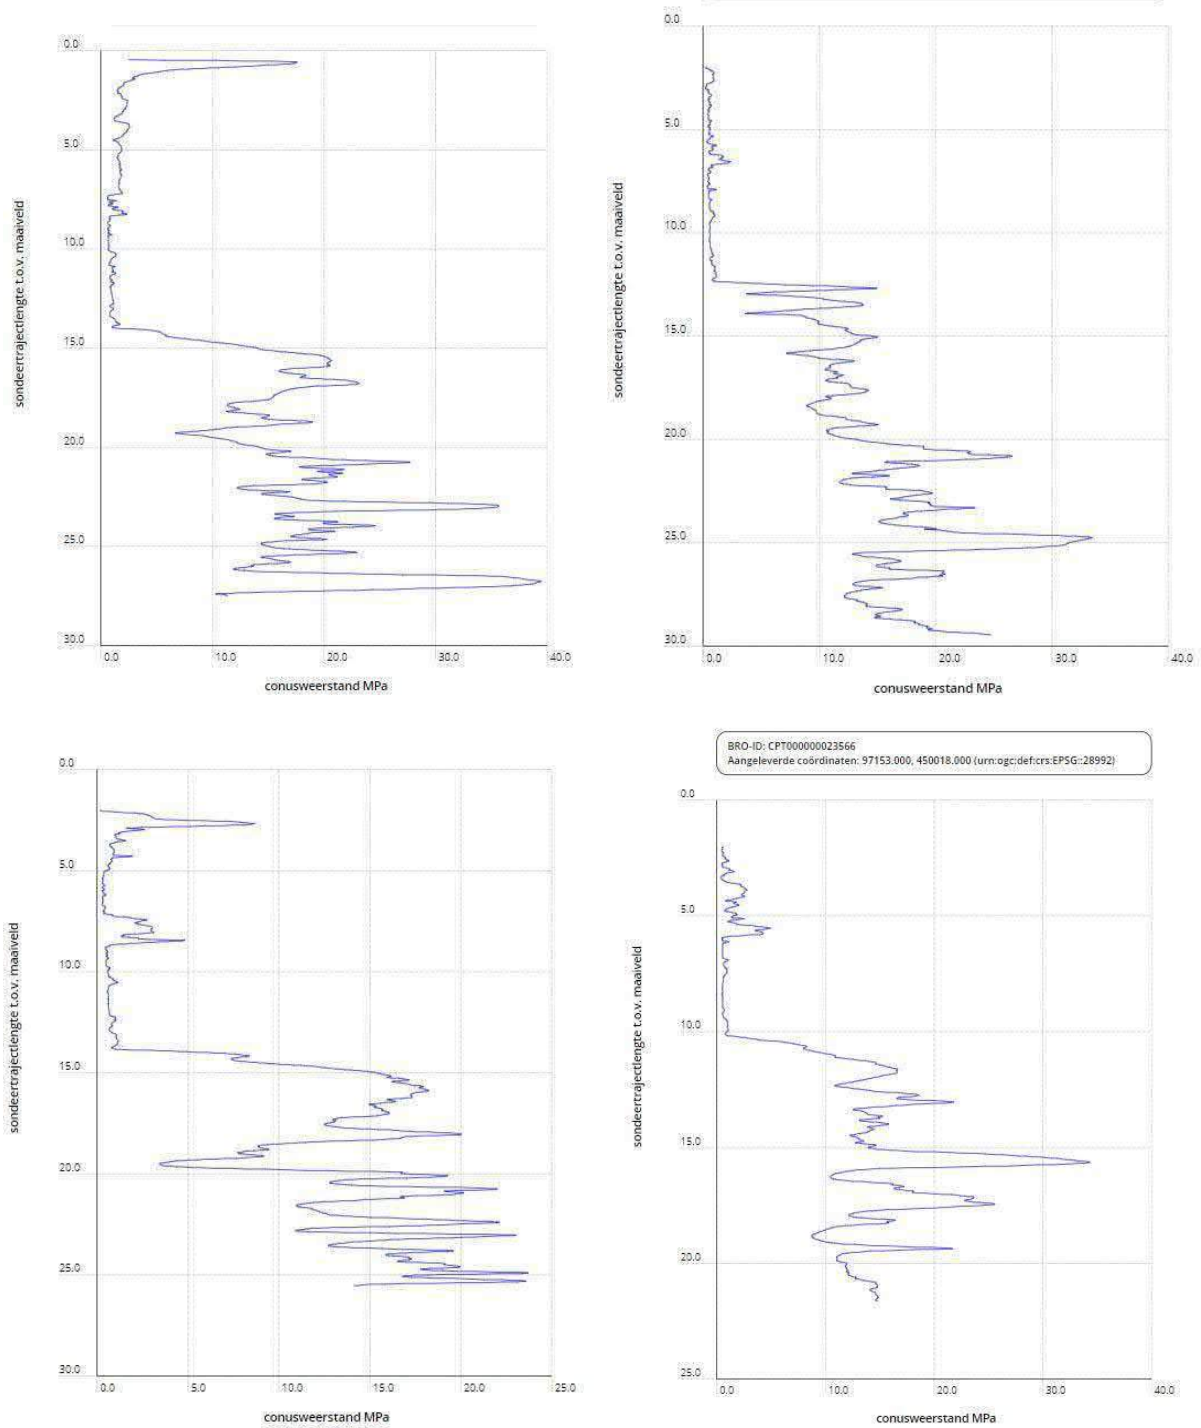 0.0
5.0
10.0
15.0
20.0
25.0
30.0
0.0 10.0 20.0 30.0 40.0
sondeertrajectlengte t.o.v. maaiveld
conusweerstand MPa
0.0
5.0
10.0
15.0
20.0
25.0
30.0
0.0 10.0 20.0 30.0 40.0
sondeertrajectlengte t.o.v. maaiveld
conusweerstand MPa
0.0
5.0
10.0
15.0
20.0
25.0
30.0
0.0 5.0 10.0 15.0 20.0 25.0
sondeertrajectlengte t.o.v. maaiveld
conusweerstand MPa
BRO-ID: CPT000000023566
Aangeleverde coördinaten: 97153.000, 450018.000 (urn:ogc:def:crs:EPSG::28992)
0.0
5.0
10.0
15.0
20.0
25.0
0.0 10.0 20.0 30.0 40.0
sondeertrajectlengte t.o.v. maaiveld
conusweerstand MPa